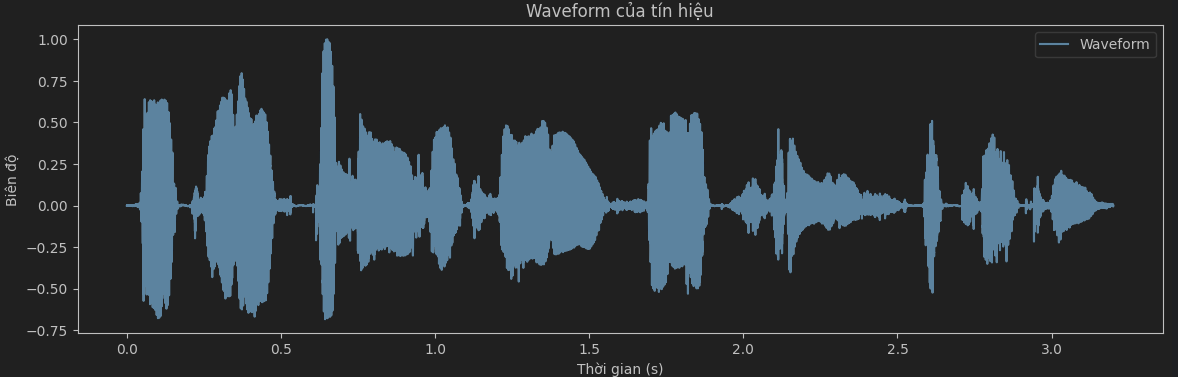 Waveform của tín hiệu
Waveform
1.00
0.75
0.50
0.25
0.00
−0.25
−0.50
−0.75
Biên độ
0.0 0.5 1.0 1.5 2.0 2.5 3.0
Thời gian (s)